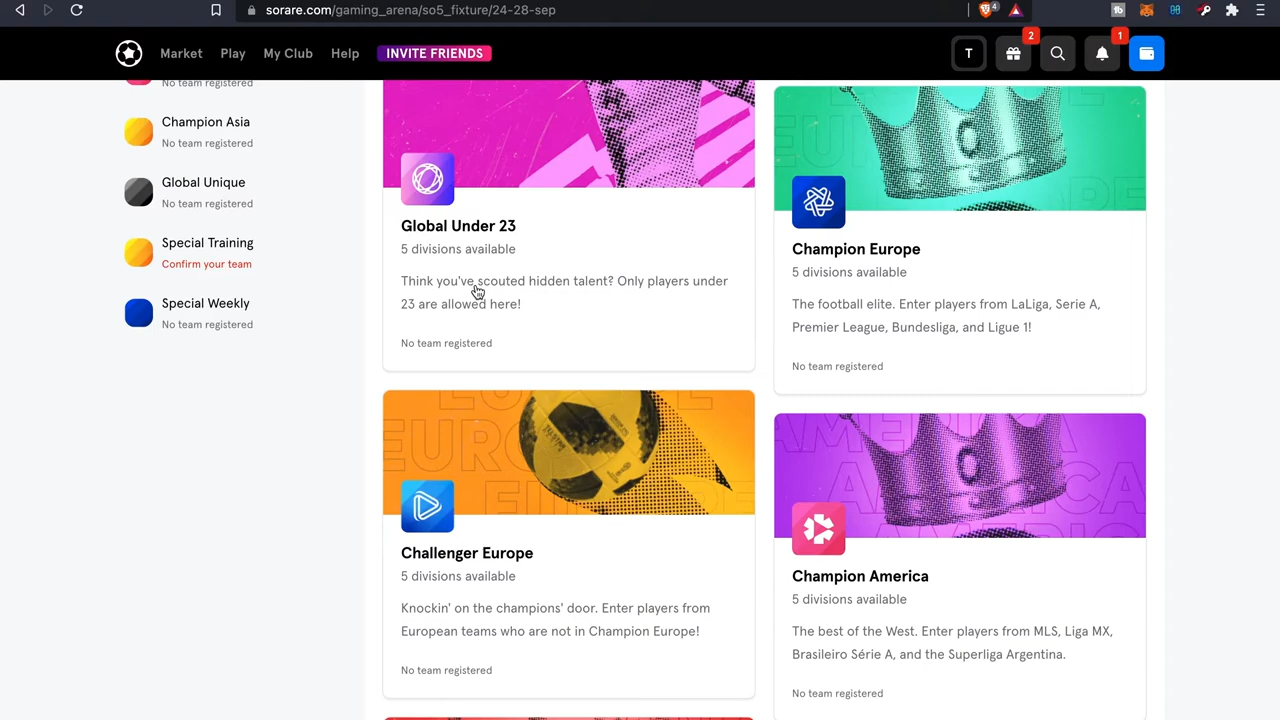 sorare.com/gaming_arena/so5_fixture/24-28-sep
4
Market
Play
My Club
Help
INVITE FRIENDS
T
2
1
No team registered
Champion Asia
No team registered
Global Unique
No team registered
Special Training
Confirm your team
Special Weekly
No team registered
Global Under 23
5 divisions available
Think you've scouted hidden talent? Only players under
23 are allowed here!
No team registered
EUROPE
Challenger Europe
5 divisions available
Knockin' on the champions' door. Enter players from
European teams who are not in Champion Europe!
No team registered
Champion Europe
5 divisions available
The football elite. Enter players from LaLiga, Serie A,
Premier League, Bundesliga, and Ligue 1!
No team registered
AMERICA
Champion America
5 divisions available
The best of the West. Enter players from MLS, Liga MX,
Brasileiro Série A, and the Superliga Argentina.
No team registered